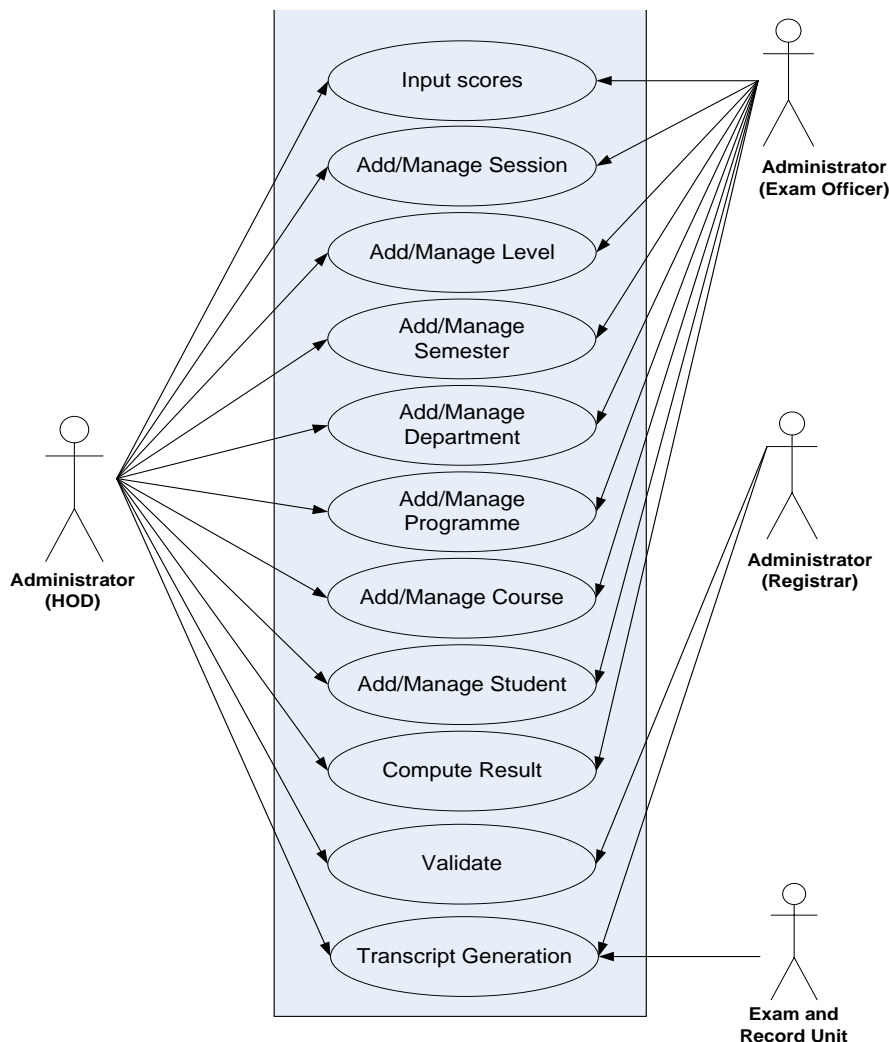 Input scores
Add/Manage Session
Add/Manage Level
Add/Manage
Semester
Add/Manage
Department
Add/Manage
Programme
Add/Manage Course
Add/Manage Student
Compute Result
Validate
Transcript Generation
Administrator
(HOD)
Administrator
(Exam Officer)
Administrator
(Registrar)
Exam and
Record Unit